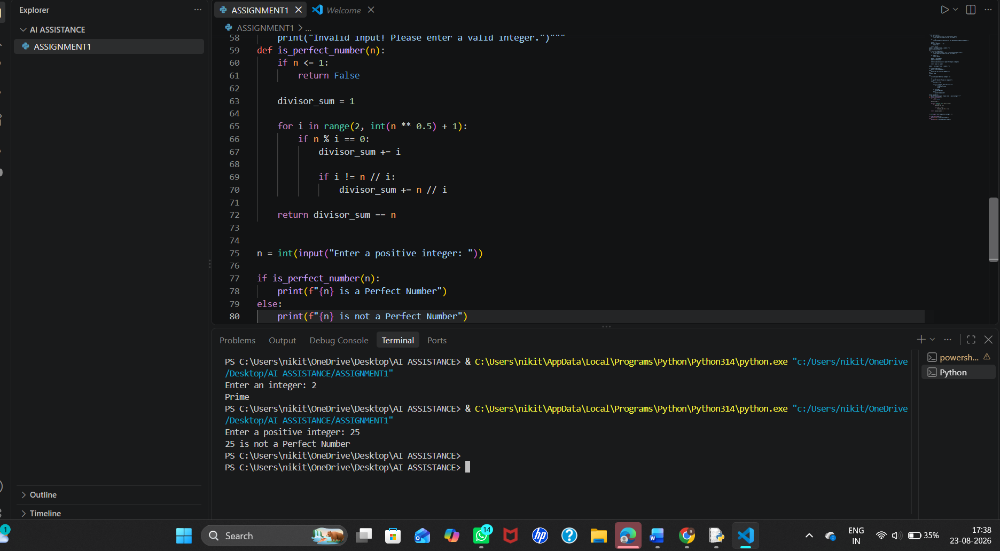 Explorer
AI ASSISTANCE
ASSIGNMENT1
Outline
Timeline
ASSIGNMENT1
Welcome
ASSIGNMENT1 > ...
58 print("Invalid input! Please enter a valid integer.")"""
59 def is_perfect_number(n):
60 if n <= 1:
61 return False
62
63 divisor_sum = 1
64
65 for i in range(2, int(n ** 0.5) + 1):
66 if n % i == 0:
67 divisor_sum += i
68
69 if i != n // i:
70 divisor_sum += n // i
71
72 return divisor_sum == n
73
74
75 n = int(input("Enter a positive integer: "))
76
77 if is_perfect_number(n):
78 print(f"{n} is a Perfect Number")
79 else:
80 print(f"{n} is not a Perfect Number")
Problems Output Debug Console Terminal Ports
PS C:\Users\nikit\OneDrive\Desktop\AI ASSISTANCE> & C:\Users\nikit\AppData\Local\Programs\Python\Python314\python.exe "c:/Users/nikit/OneDrive
/Desktop/AI ASSISTANCE/ASSIGNMENT1"
Enter an integer: 2
Prime
PS C:\Users\nikit\OneDrive\Desktop\AI ASSISTANCE> & C:\Users\nikit\AppData\Local\Programs\Python\Python314\python.exe "c:/Users/nikit/OneDrive
/Desktop/AI ASSISTANCE/ASSIGNMENT1"
Enter a positive integer: 25
25 is not a Perfect Number
PS C:\Users\nikit\OneDrive\Desktop\AI ASSISTANCE>
PS C:\Users\nikit\OneDrive\Desktop\AI ASSISTANCE>
powersh...
Python
1
Search
14
hp
ENG
IN
35%
17:38
23-08-2026